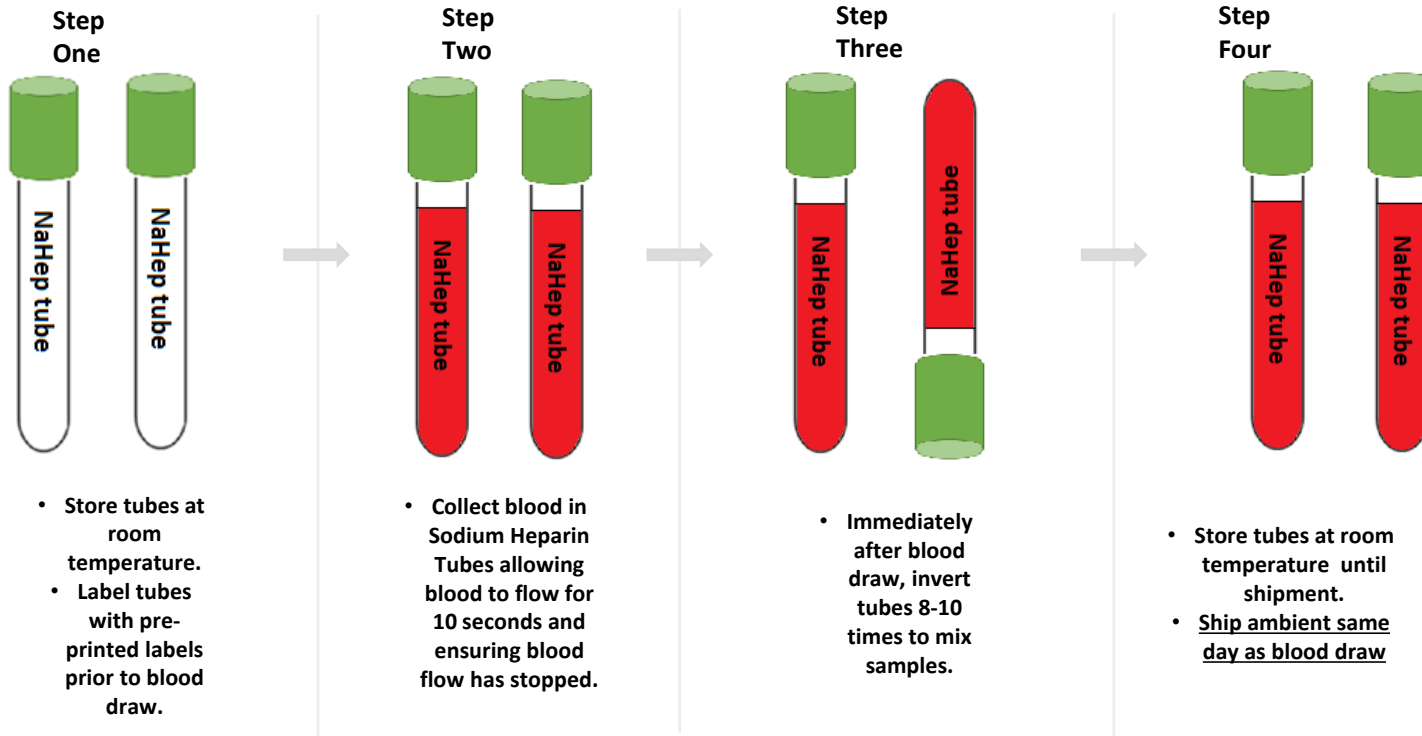 Step
One
NaHep tube
NaHep tube
• Store tubes at
room
temperature.
• Label tubes
with pre-
printed labels
prior to blood
draw.
Step
Two
NaHep tube
NaHep tube
• Collect blood in
Sodium Heparin
Tubes allowing
blood to flow for
10 seconds and
ensuring blood
flow has stopped.
Step
Three
NaHep tube
NaHep tube
• Immediately
after blood
draw, invert
tubes 8-10
times to mix
samples.
Step
Four
NaHep tube
NaHep tube
• Store tubes at room
temperature until
shipment.
• Ship ambient same
day as blood draw